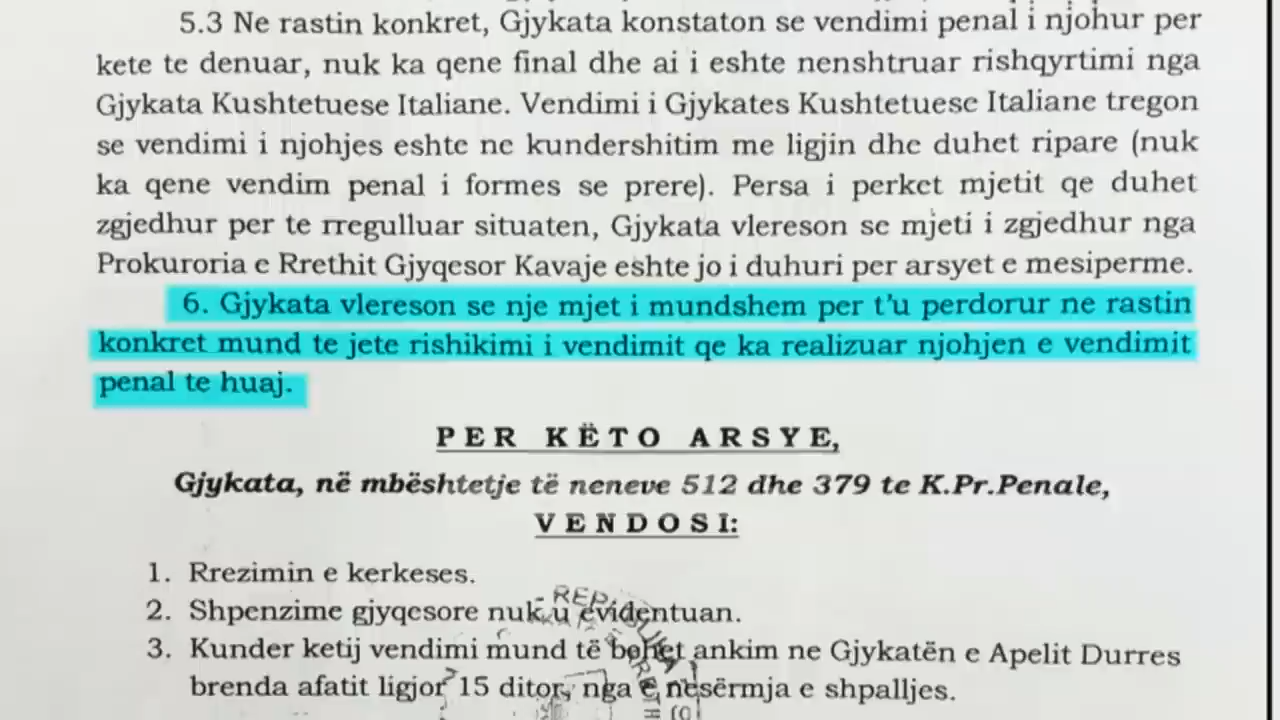 5.3 Ne rastin konkret, Gjykata konstaton se vendimi penal i njohur per
kete te denuar, nuk ka qene final dhe ai i eshte nenshtruar rishqyrtimi nga
Gjykata Kushtetuese Italiane. Vendimi i Gjykates Kushtetuese Italiane tregon
se vendimi i njohjes eshte ne kundershitim me ligjin dhe duhet ripare (nuk
ka qene vendim penal i formes se prere). Persa i perket mjetit qe duhet
zgjedhur per te rregulluar situaten, Gjykata vlereson se mjeti i zgjedhur nga
Prokuroria e Rrethit Gjyqesor Kavaje eshte jo i duhuri per arsyet e mesiperme.
6. Gjykata vlereson se nje mjet i mundshem per t'u perdorur ne rastin
konkret mund te jete rishikimi i vendimit qe ka realizuar njohjen e vendimit
penal te huaj.
PER KËTO ARSYE,
Gjykata, në mbështetje të neneve 512 dhe 379 te K.Pr.Penale,
VENDOSI:
1. Rrezimin e kerkeses.
2. Shpenzime gjyqesore nuk u evidentuan.
3. Kunder ketij vendimi mund të behet ankim ne Gjykatën e Apelit Durres
brenda afatit ligjor 15 ditor, nga e nesërmja e shpalljes.